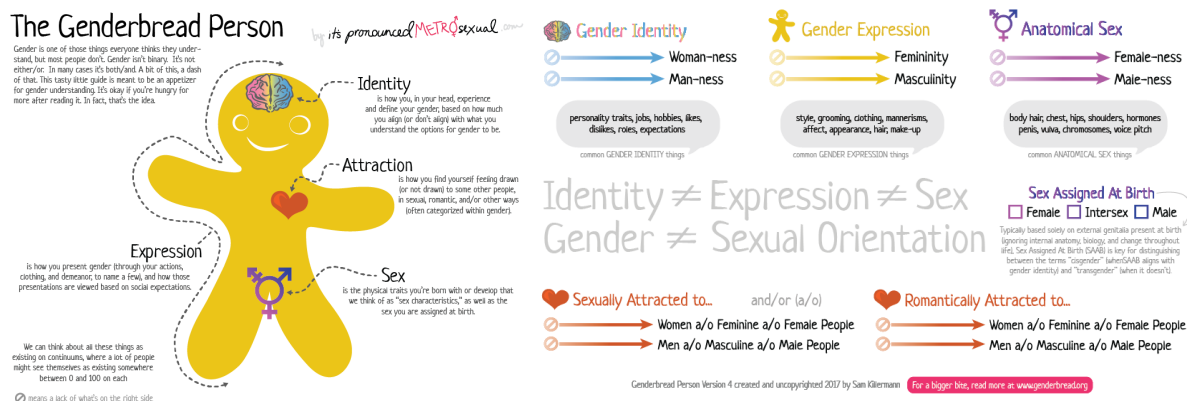 The Genderbread Person
by it's pronounced METROsexual .com
Gender is one of those things everyone thinks they under-
stand, but most people don't. Gender isn't binary. It's not
either/or. In many cases it's both/and. A bit of this, a dash
of that. This tasty little guide is meant to be an appetizer
for gender understanding. It's okay if you're hungry for
more after reading it. In fact, that's the idea.
Identity
is how you, in your head, experience
and define your gender, based on how much
you align (or don't align) with what you
understand the options for gender to be.
Attraction
is how you find yourself feeling drawn
(or not drawn) to some other people,
in sexual, romantic, and/or other ways
(often categorized within gender).
Expression
is how you present gender (through your actions,
clothing, and demeanor, to name a few), and how those
presentations are viewed based on social expectations.
Sex
is the physical traits you're born with or develop that
we think of as "sex characteristics," as well as the
sex you are assigned at birth.
We can think about all these things as
existing on continuums, where a lot of people
might see themselves as existing somewhere
between 0 and 100 on each
means a lack of what's on the right side
Gender Identity
Woman-ness
Man-ness
personality traits, jobs, hobbies, likes,
dislikes, roles, expectations
common GENDER IDENTITY things
Gender Expression
Femininity
Masculinity
style, grooming, clothing, mannerisms,
affect, appearance, hair, make-up
common GENDER EXPRESSION things
Anatomical Sex
Female-ness
Male-ness
body hair, chest, hips, shoulders, hormones
penis, vulva, chromosomes, voice pitch
common ANATOMICAL SEX things
Identity ≠ Expression ≠ Sex
Gender ≠ Sexual Orientation
Sex Assigned At Birth
Female Intersex Male
Typically based solely on external genitalia present at birth
(ignoring internal anatomy, biology, and change throughout
life), Sex Assigned At Birth (SAAB) is key for distinguishing
between the terms "cisgender" (whenSAAB aligns with
gender identity) and "transgender" (when it doesn't)
Sexually Attracted to... and/or (a/o)
Women a/o Feminine a/o Female People
Men a/o Masculine a/o Male People
Romantically Attracted to...
Women a/o Feminine a/o Female People
Men a/o Masculine a/o Male People
Genderbread Person Version 4 created and uncopyrighted 2017 by Sam Killermann
For a bigger bite, read more at www.genderbread.org